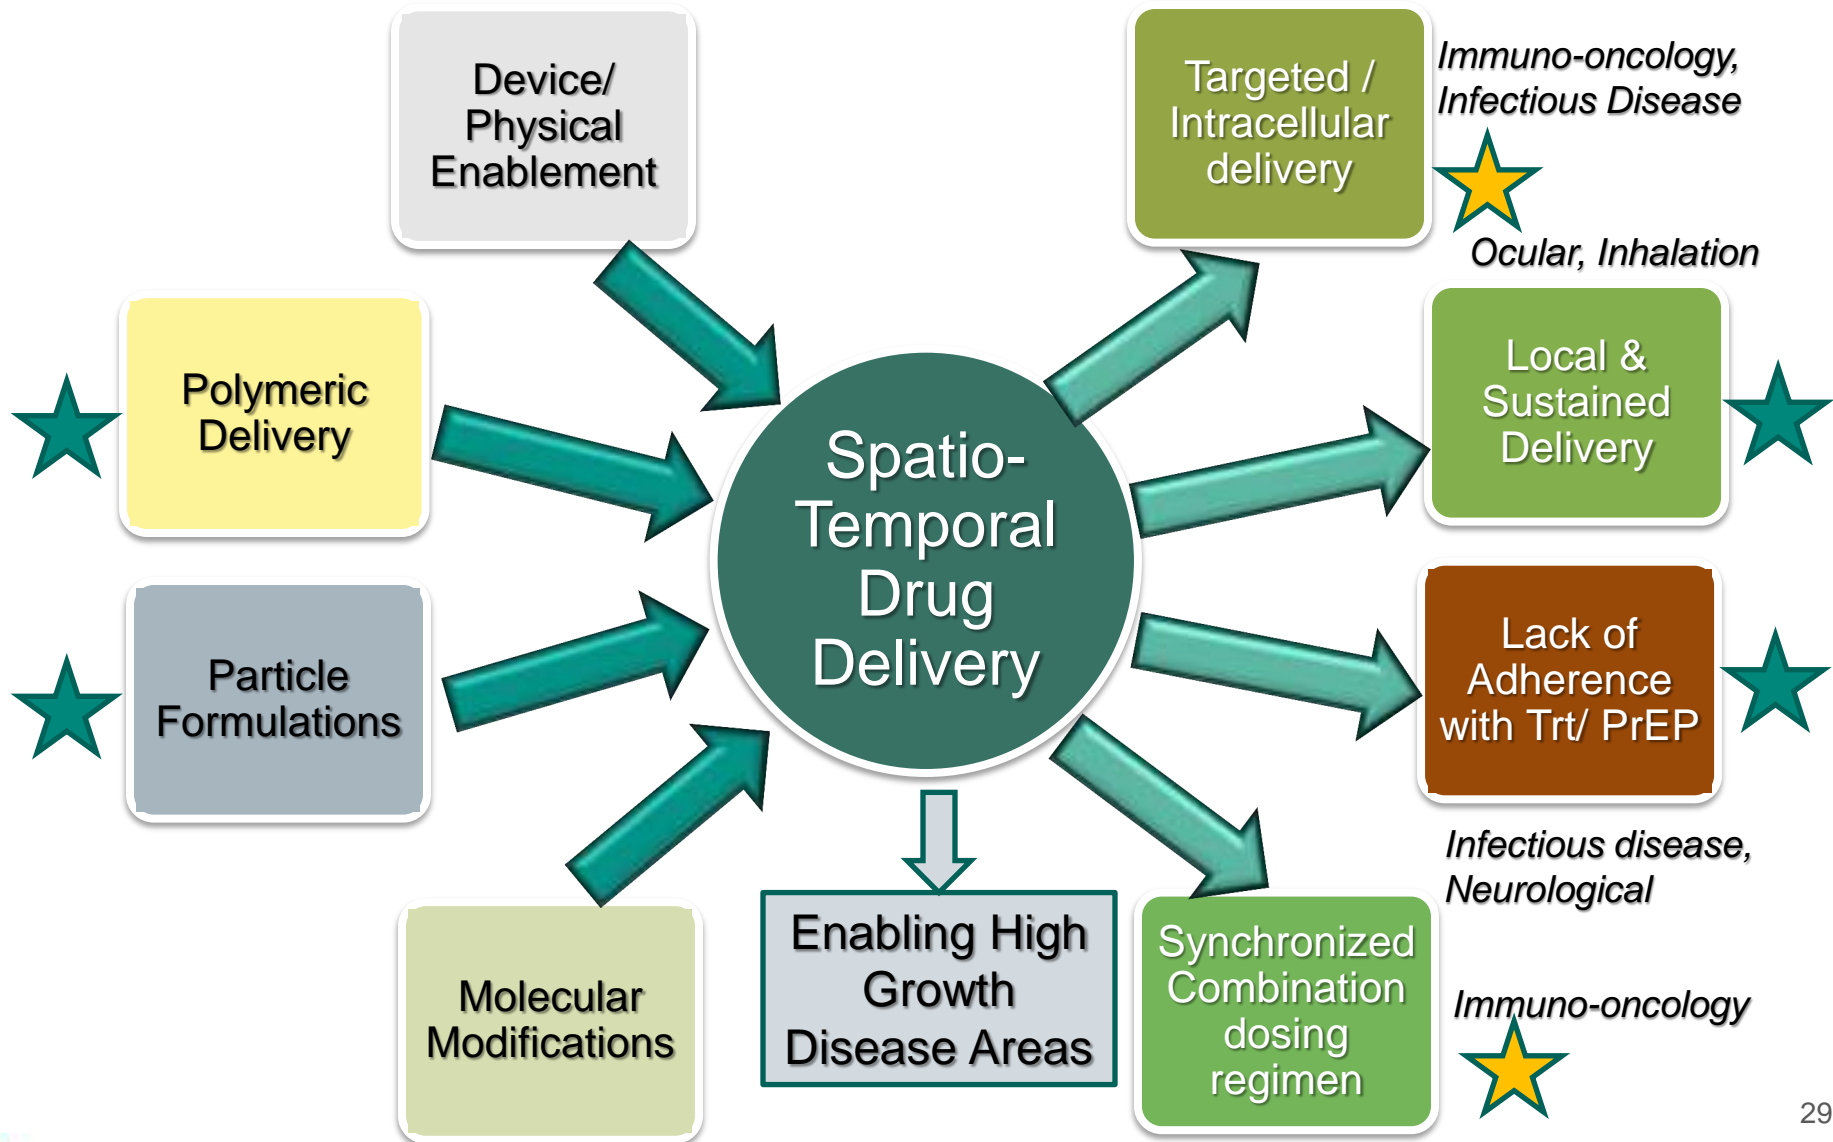 Device/
Physical
Enablement
Targeted /
Intracellular
delivery
Immuno-oncology,
Infectious Disease
Ocular, Inhalation
Polymeric
Delivery
Local &
Sustained
Delivery
Spatio-
Temporal
Drug
Delivery
Particle
Formulations
Lack of
Adherence
with Trt/ PrEP
Infectious disease,
Neurological
Molecular
Modifications
Enabling High
Growth
Disease Areas
Synchronized
Combination
dosing
regimen
Immuno-oncology
29